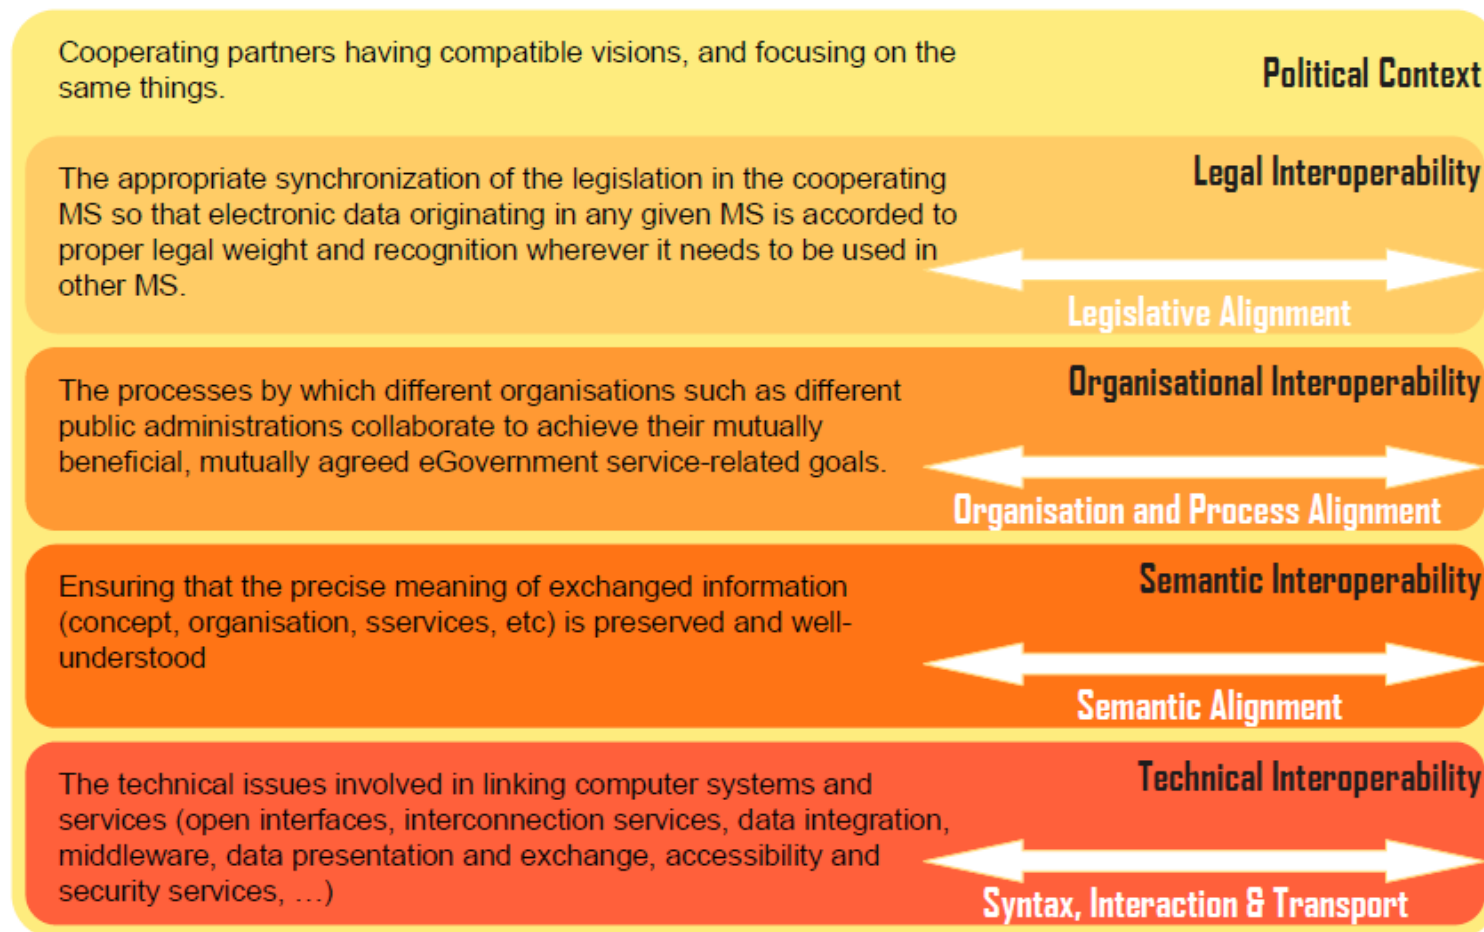 Cooperating partners having compatible visions, and focusing on the
same things.
Political Context
The appropriate synchronization of the legislation in the cooperating
MS so that electronic data originating in any given MS is accorded to
proper legal weight and recognition wherever it needs to be used in
other MS.
Legal Interoperability
Legislative Alignment
The processes by which different organisations such as different
public administrations collaborate to achieve their mutually
beneficial, mutually agreed eGovernment service-related goals.
Organisational Interoperability
Organisation and Process Alignment
Ensuring that the precise meaning of exchanged information
(concept, organisation, sservices, etc) is preserved and well-
understood
Semantic Interoperability
Semantic Alignment
The technical issues involved in linking computer systems and
services (open interfaces, interconnection services, data integration,
middleware, data presentation and exchange, accessibility and
security services, …)
Technical Interoperability
Syntax, Interaction & Transport